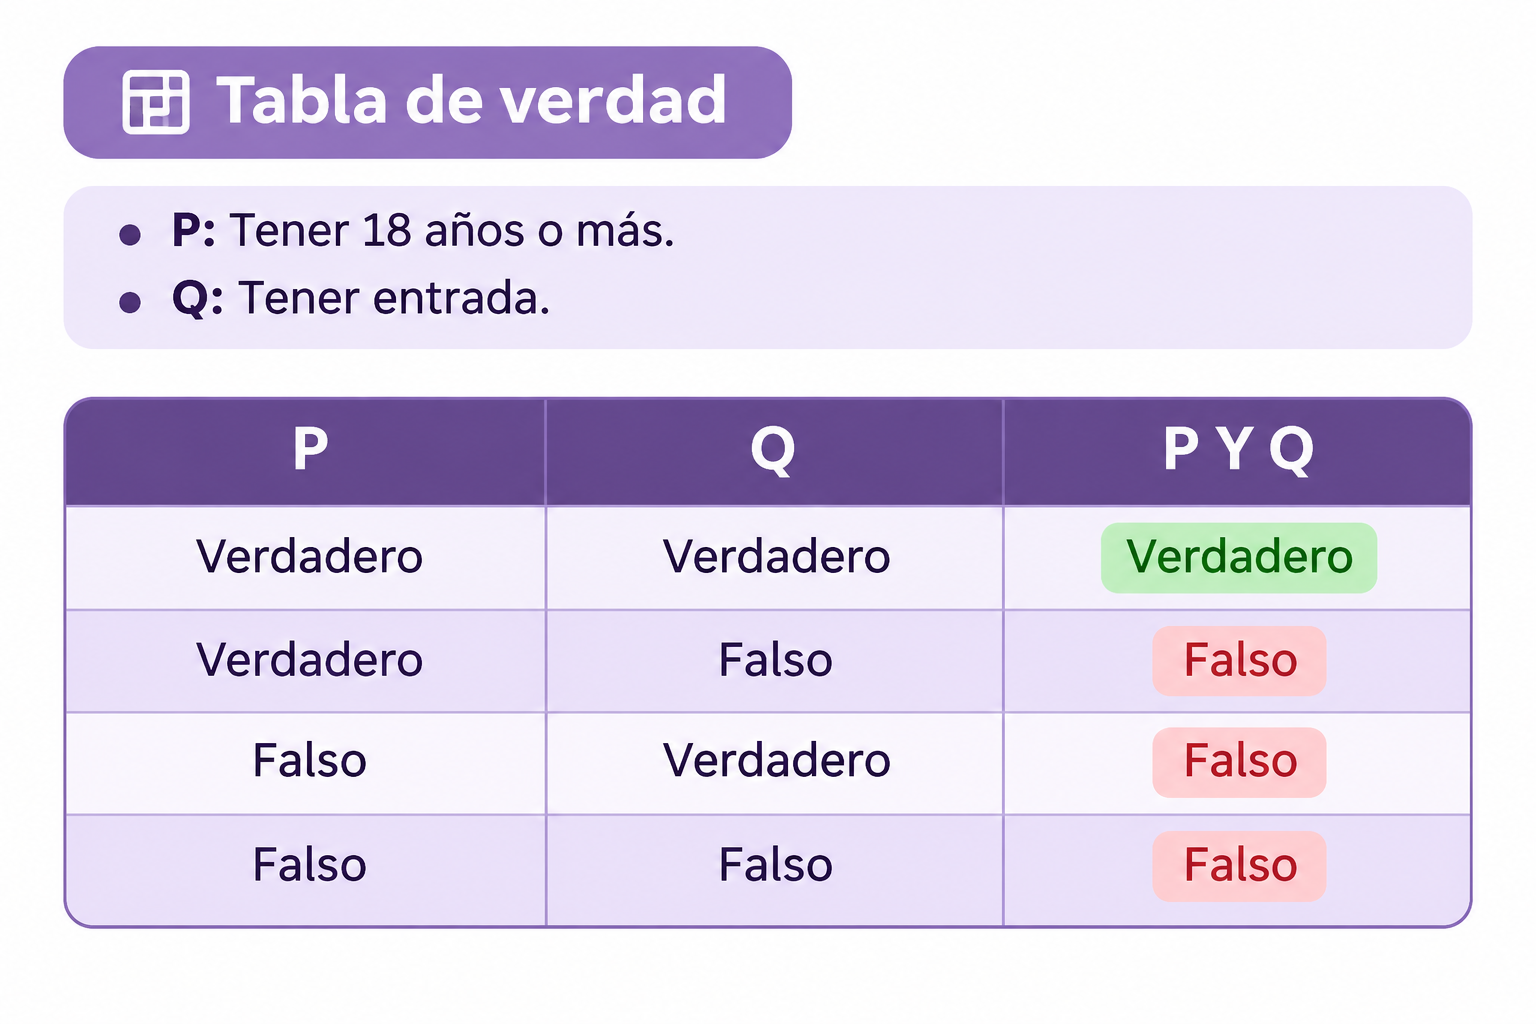 Tabla de verdad
P: Tener 18 años o más.
Q: Tener entrada.
P Q P Y Q
Verdadero Verdadero Verdadero
Verdadero Falso Falso
Falso Verdadero Falso
Falso Falso Falso